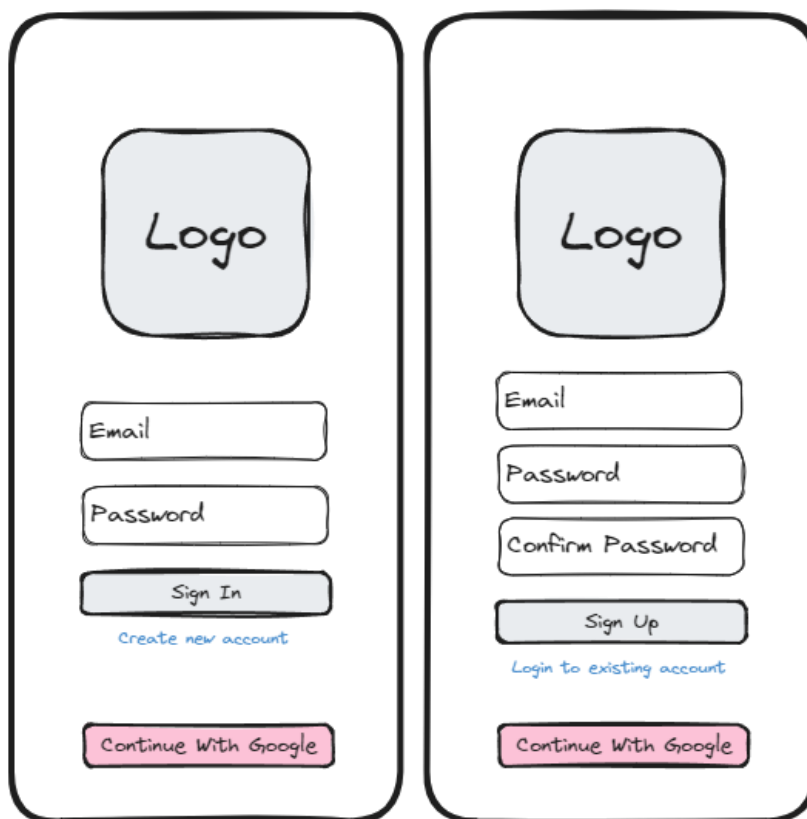 Logo
Email
Password
Sign In
Create new account
Continue With Google
Logo
Email
Password
Confirm Password
Sign Up
Login to existing account
Continue With Google